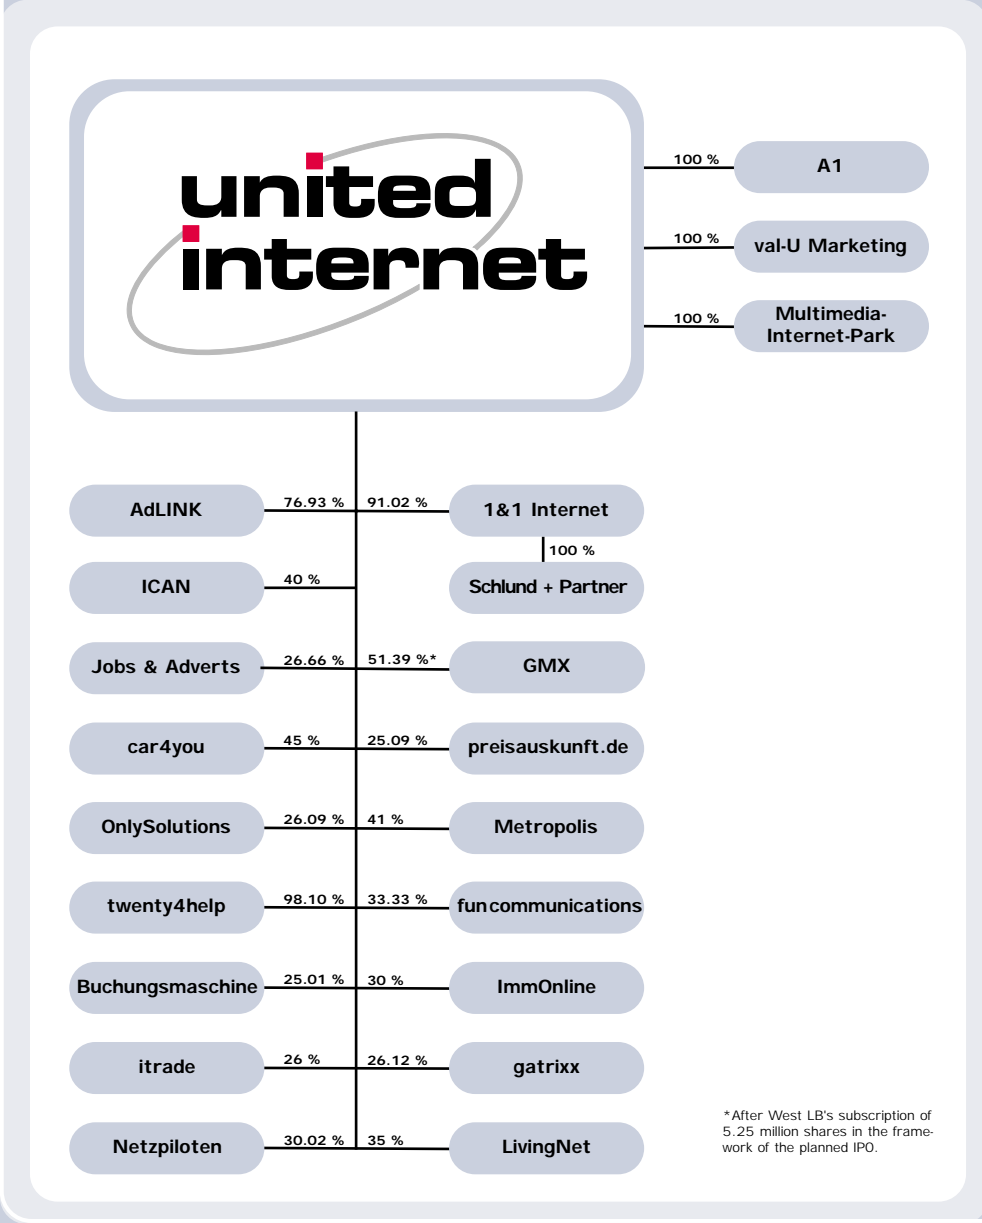 united
internet
100 %
A1
100 %
val-U Marketing
100 %
Multimedia-
Internet-Park
AdLINK
76.93 %
91.02 %
1&1 Internet
100 %
ICAN
40 %
Schlund + Partner
Jobs & Adverts
26.66 %
51.39 %*
GMX
car4you
45 %
25.09 %
preisauskunft.de
OnlySolutions
26.09 %
41 %
Metropolis
twenty4help
98.10 %
33.33 %
fun communications
Buchungsmaschine
25.01 %
30 %
ImmOnline
itrade
26 %
26.12 %
gatrixx
Netzpiloten
30.02 %
35 %
LivingNet
*After West LB's subscription of
5.25 million shares in the frame-
work of the planned IPO.